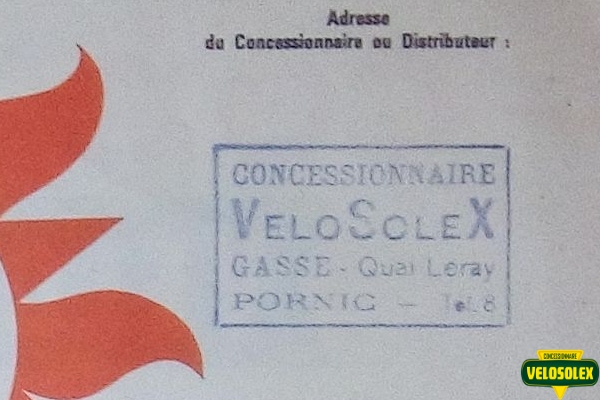 Adresse
du Concessionnaire ou Distributeur :
CONCESSIONNAIRE
VELOSOLEX
GASSE - Quai Leray
PORNIC - Tel. 8
CONCESSIONNAIRE
VELOSOLEX